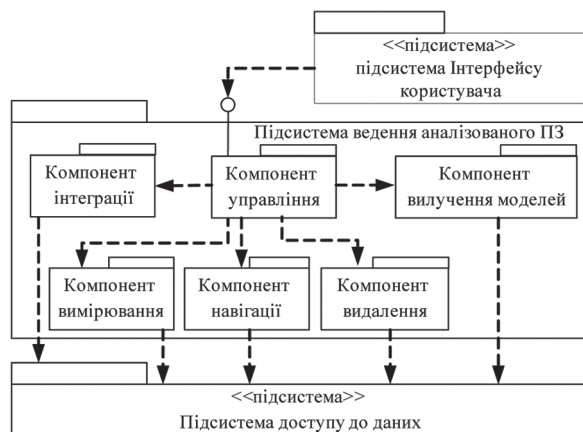 <<підсистема>>
підсистема Інтерфейсу
користувача
Підсистема ведення аналізованого ПЗ
Компонент
інтеграції
Компонент
управління
Компонент
вилучення моделей
Компонент
вимірювання
Компонент
навігації
Компонент
видалення
<<підсистема>>
Підсистема доступу до даних